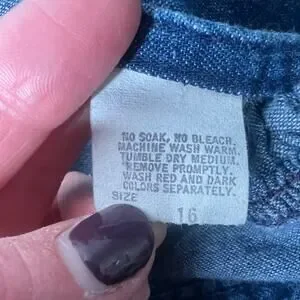 NO SOAK, NO BLEACH.
MACHINE WASH WARM.
TUMBLE DRY MEDIUM.
REMOVE PROMPTLY.
WASH RED AND DARK
COLORS SEPARATELY.
SIZE
16